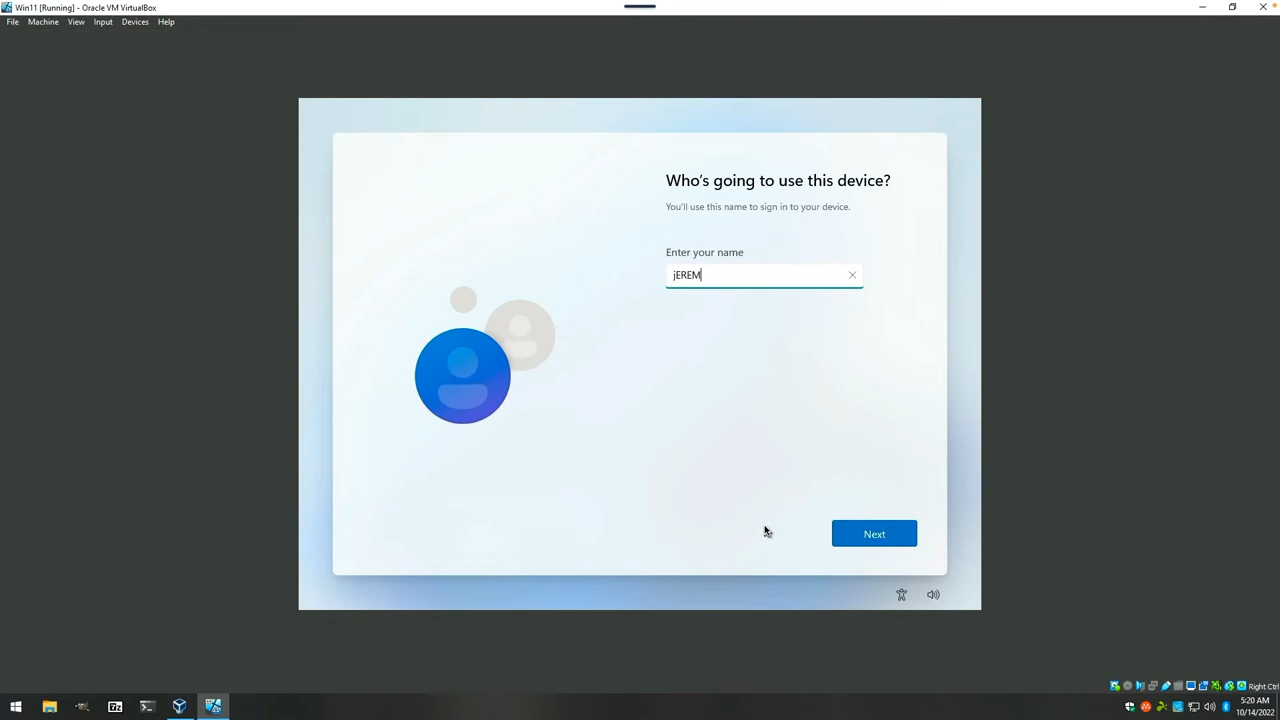 Win11 [Running] - Oracle VM VirtualBox
File Machine View Input Devices Help
Who's going to use this device?
You'll use this name to sign in to your device.
Enter your name
jEREM
Next
Right Ctrl
5:20 AM
10/14/2022